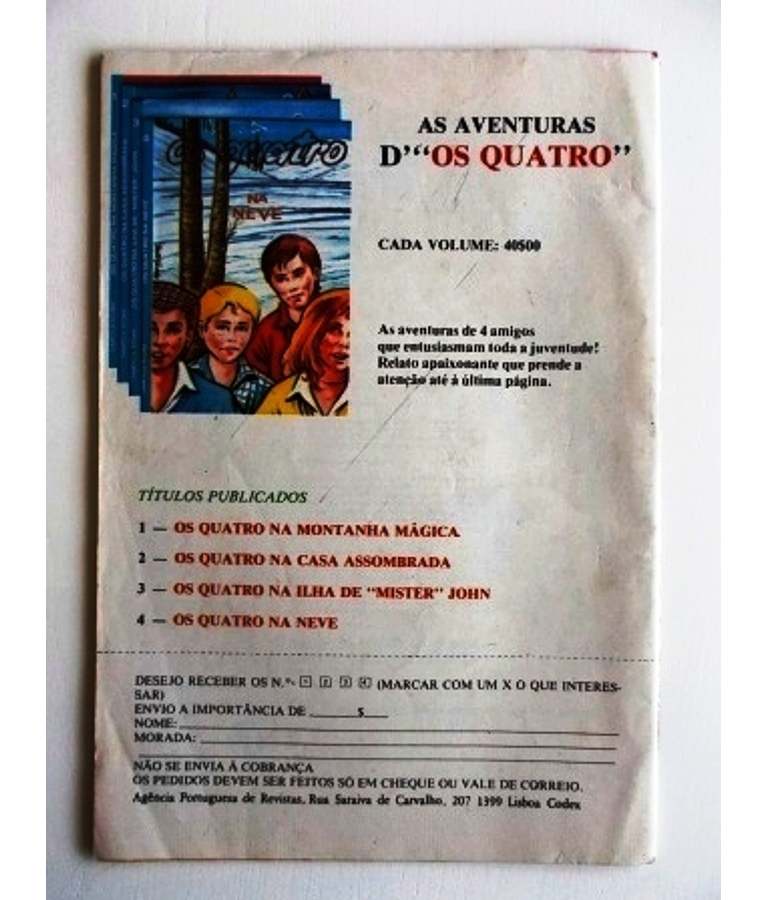 AS AVENTURAS
D'"OS QUATRO"
os quatro
NA
NEVE
CADA VOLUME: 40$00
As aventuras de 4 amigos
que entusiasmam toda a juventude!
Relato apaixonante que prende a
atenção até à última página.
TÍTULOS PUBLICADOS
1 — OS QUATRO NA MONTANHA MÁGICA
2 — OS QUATRO NA CASA ASSOMBRADA
3 — OS QUATRO NA ILHA DE "MISTER" JOHN
4 — OS QUATRO NA NEVE
DESEJO RECEBER OS N.ºs 1 2 3 4 (MARCAR COM UM X O QUE INTERES-
SAR)
ENVIO A IMPORTÂNCIA DE ______$___
NOME:
MORADA:
NÃO SE ENVIA À COBRANÇA
OS PEDIDOS DEVEM SER FEITOS SÓ EM CHEQUE OU VALE DE CORREIO.
Agência Portuguesa de Revistas, Rua Saraiva de Carvalho, 207 1399 Lisboa Codex